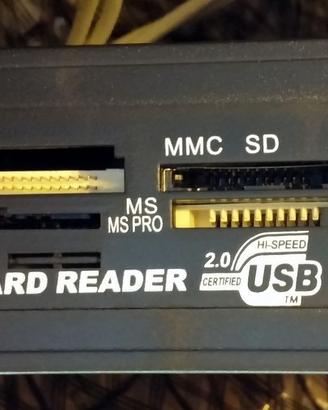 MMC SD
MS
MS PRO
ARD READER
2.0 HI-SPEED
CERTIFIED USB
TM